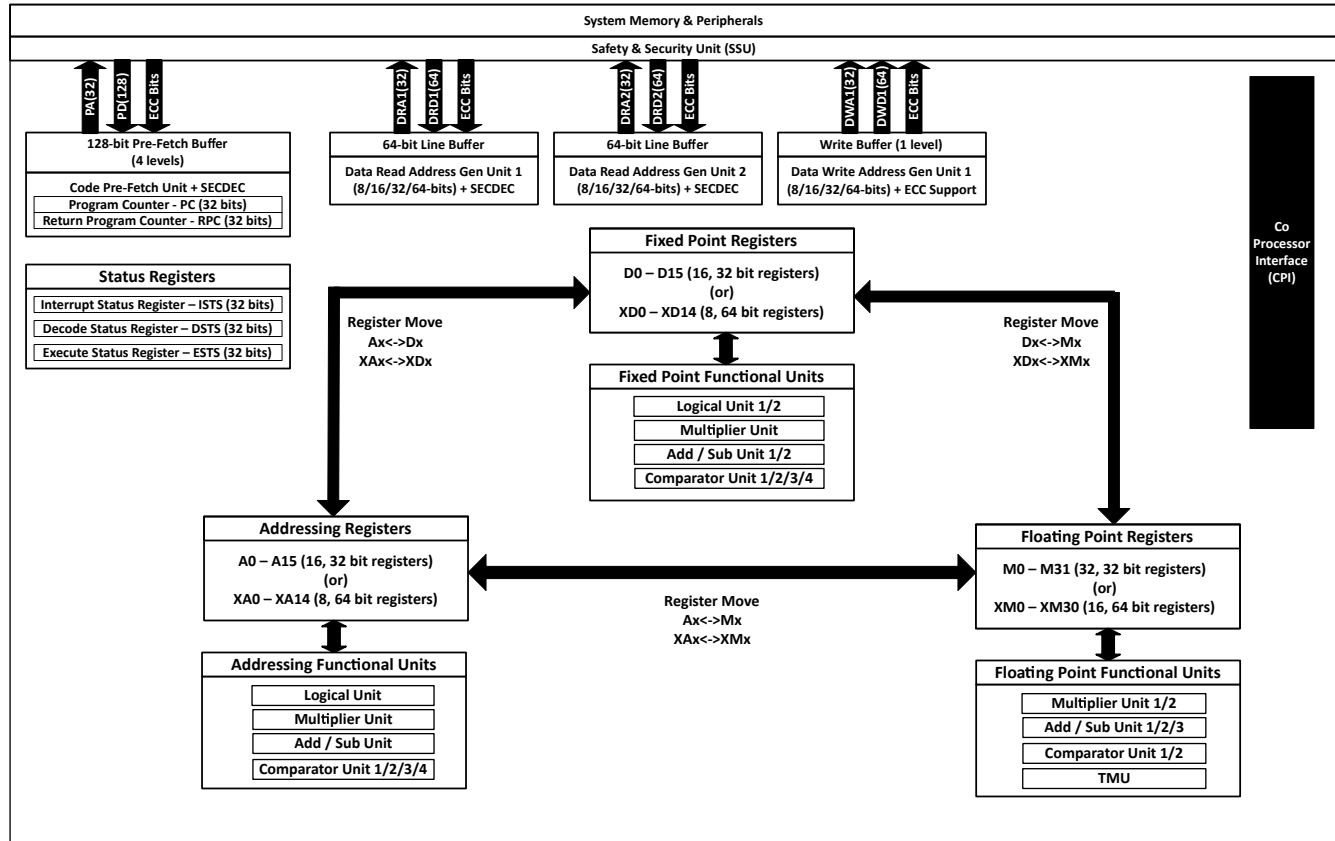 System Memory & Peripherals
Safety & Security Unit (SSU)
PA(32)
PD(128)
ECC Bits
DRA1(32)
DRD1(64)
ECC Bits
DRA2(32)
DRD2(64)
ECC Bits
DWA1(32)
DWD1(64)
ECC Bits
128-bit Pre-Fetch Buffer
(4 levels)
Code Pre-Fetch Unit + SECDEC
Program Counter - PC (32 bits)
Return Program Counter - RPC (32 bits)
64-bit Line Buffer
Data Read Address Gen Unit 1
(8/16/32/64-bits) + SECDEC
64-bit Line Buffer
Data Read Address Gen Unit 2
(8/16/32/64-bits) + SECDEC
Write Buffer (1 level)
Data Write Address Gen Unit 1
(8/16/32/64-bits) + ECC Support
Co
Processor
Interface
(CPI)
Status Registers
Interrupt Status Register – ISTS (32 bits)
Decode Status Register – DSTS (32 bits)
Execute Status Register – ESTS (32 bits)
Fixed Point Registers
D0 – D15 (16, 32 bit registers)
(or)
XD0 – XD14 (8, 64 bit registers)
Register Move
Ax<->Dx
XAx<->XDx
Register Move
Dx<->Mx
XDx<->XMx
Fixed Point Functional Units
Logical Unit 1/2
Multiplier Unit
Add / Sub Unit 1/2
Comparator Unit 1/2/3/4
Addressing Registers
A0 – A15 (16, 32 bit registers)
(or)
XA0 – XA14 (8, 64 bit registers)
Register Move
Ax<->Mx
XAx<->XMx
Floating Point Registers
M0 – M31 (32, 32 bit registers)
(or)
XM0 – XM30 (16, 64 bit registers)
Addressing Functional Units
Logical Unit
Multiplier Unit
Add / Sub Unit
Comparator Unit 1/2/3/4
Floating Point Functional Units
Multiplier Unit 1/2
Add / Sub Unit 1/2/3
Comparator Unit 1/2
TMU